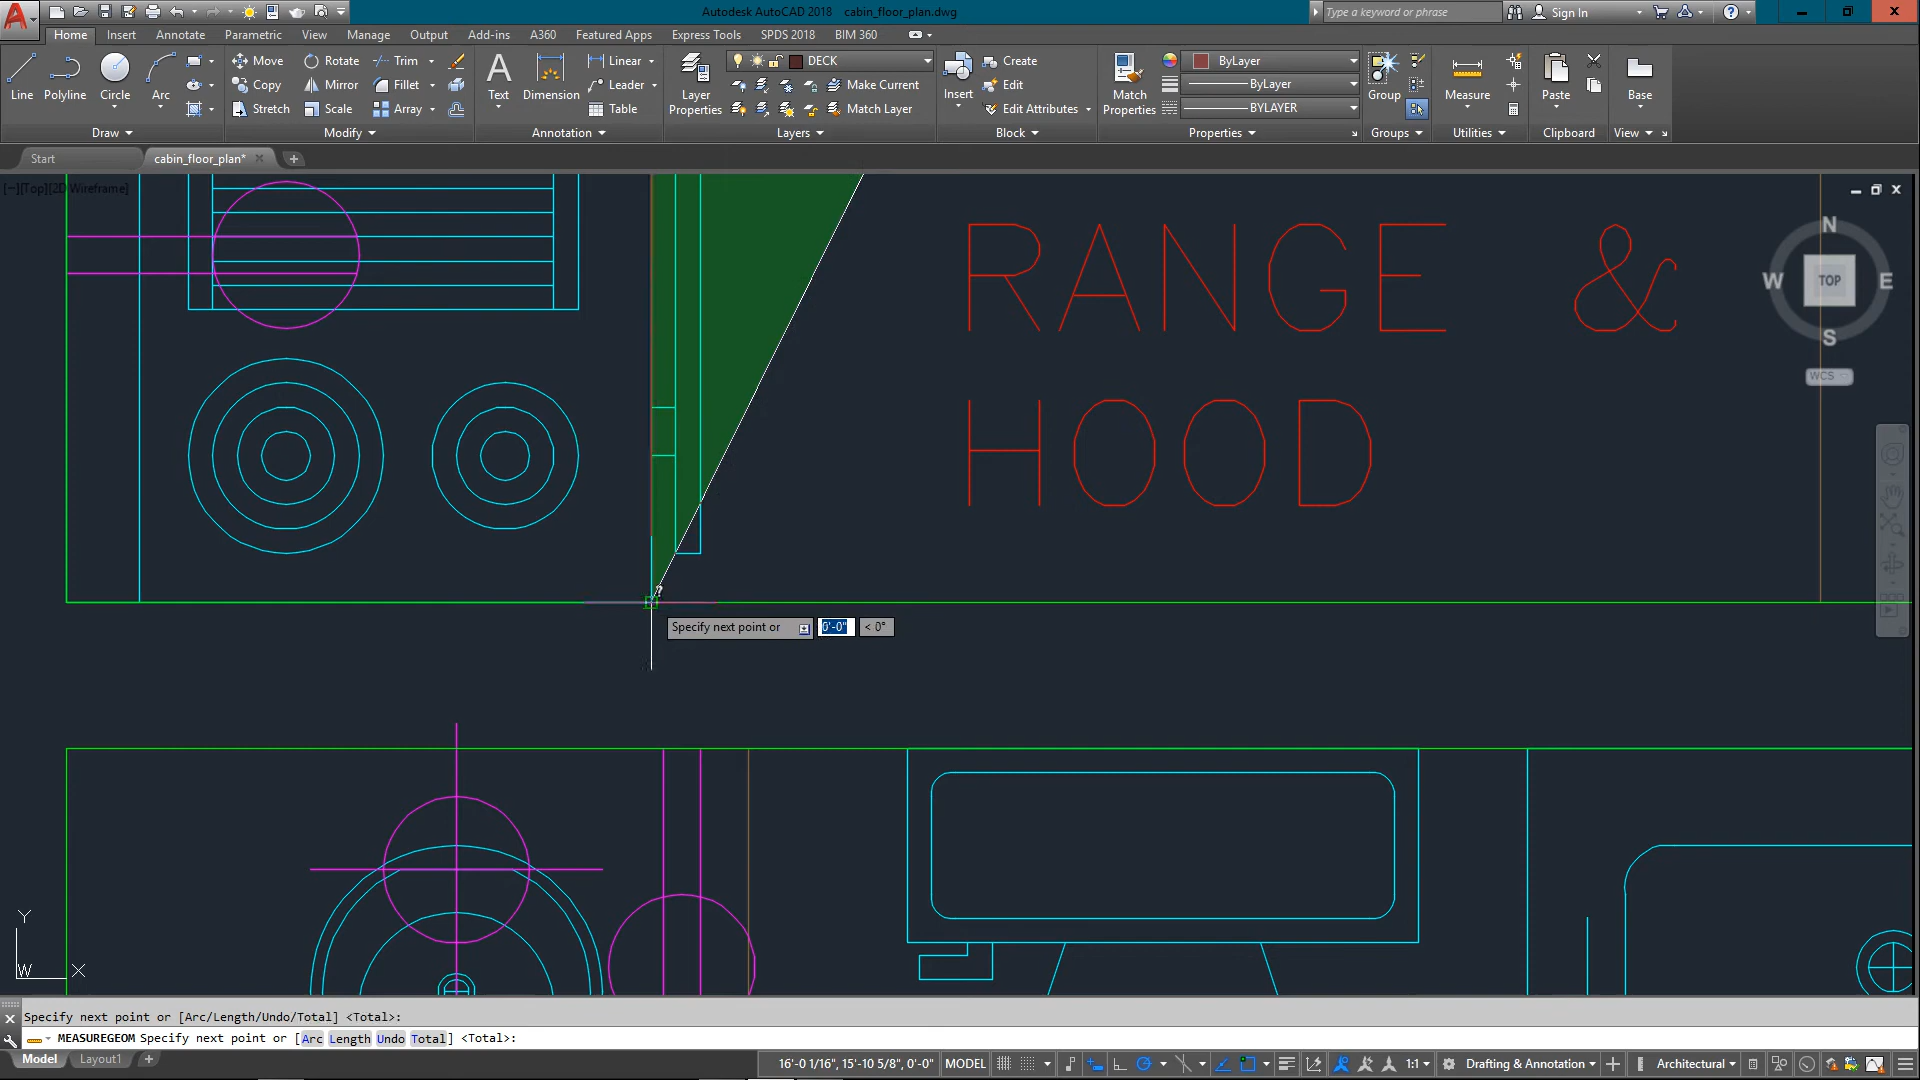 Autodesk AutoCAD 2018 cabin_floor_plan.dwg
Type a keyword or phrase
Sign In
Home Insert Annotate Parametric View Manage Output Add-ins A360 Featured Apps Express Tools SPDS 2018 BIM 360
Line Polyline Circle Arc
Move Rotate Trim
Copy Mirror Fillet
Stretch Scale Array
Text Dimension
Linear
Leader
Table
Layer Properties
DECK
Make Current
Match Layer
Insert
Create
Edit
Edit Attributes
Match Properties
ByLayer
ByLayer
BYLAYER
Group Measure Paste Base
Draw Modify Annotation Layers Block Properties Groups Utilities Clipboard View
Start cabin_floor_plan*
[−][Top][2D Wireframe]
RANGE &
HOOD
N
W TOP E
S
WCS
Specify next point or 0'-0" < 0°
Y
W X
Specify next point or [Arc/Length/Undo/Total] <Total>:
MEASUREGEOM Specify next point or [Arc Length Undo Total] <Total>:
Model Layout1 16'-0 1/16", 15'-10 5/8", 0'-0" MODEL 1:1 Drafting & Annotation Architectural